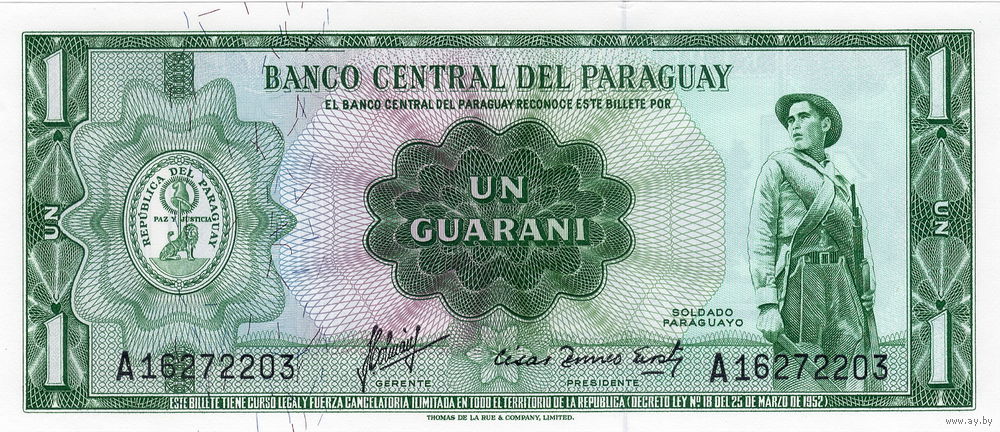 1
1
BANCO CENTRAL DEL PARAGUAY
EL BANCO CENTRAL DEL PARAGUAY RECONOCE ESTE BILLETE POR
REPÚBLICA DEL PARAGUAY
PAZ Y JUSTICIA
UN
UN
UN
GUARANI
SOLDADO
PARAGUAYO
1
1
A16272203
A16272203
GERENTE
PRESIDENTE
ESTE BILLETE TIENE CURSO LEGAL Y FUERZA CANCELATORIA ILIMITADA EN TODO EL TERRITORIO DE LA REPUBLICA (DECRETO LEY Nº 18 DEL 25 DE MARZO DE 1952)
THOMAS DE LA RUE & COMPANY, LIMITED.
www.ay.by